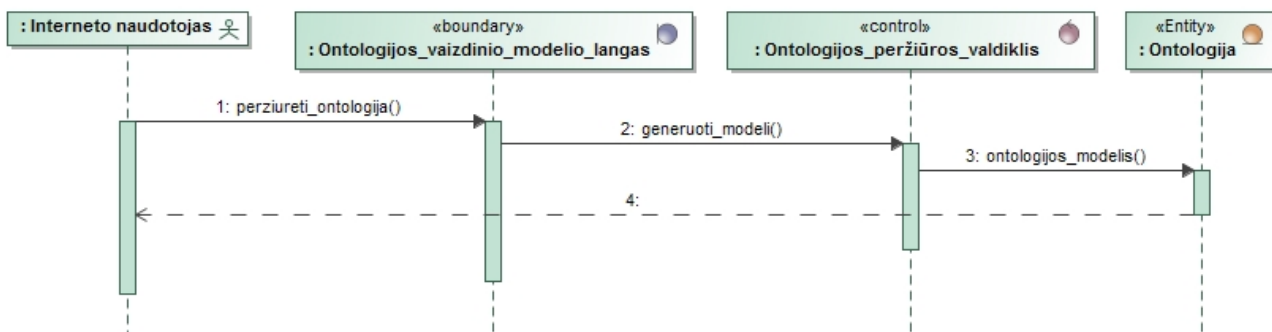 : Interneto naudotojas
«boundary»
: Ontologijos_vaizdinio_modelio_langas
«control»
: Ontologijos_peržiūros_valdiklis
«Entity»
: Ontologija
1: perziureti_ontologija()
2: generuoti_modeli()
3: ontologijos_modelis()
4: